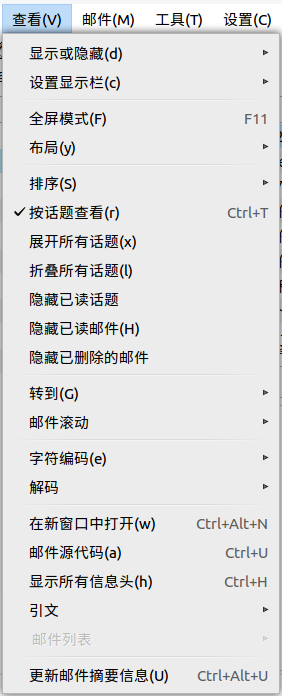 查看(V) 邮件(M) 工具(T) 设置(C)
显示或隐藏(d)
设置显示栏(c)
全屏模式(F) F11
布局(y)
排序(S)
按话题查看(r) Ctrl+T
展开所有话题(x)
折叠所有话题(l)
隐藏已读话题
隐藏已读邮件(H)
隐藏已删除的邮件
转到(G)
邮件滚动
字符编码(e)
解码
在新窗口中打开(w) Ctrl+Alt+N
邮件源代码(a) Ctrl+U
显示所有信息头(h) Ctrl+H
引文
邮件列表
更新邮件摘要信息(U) Ctrl+Alt+U